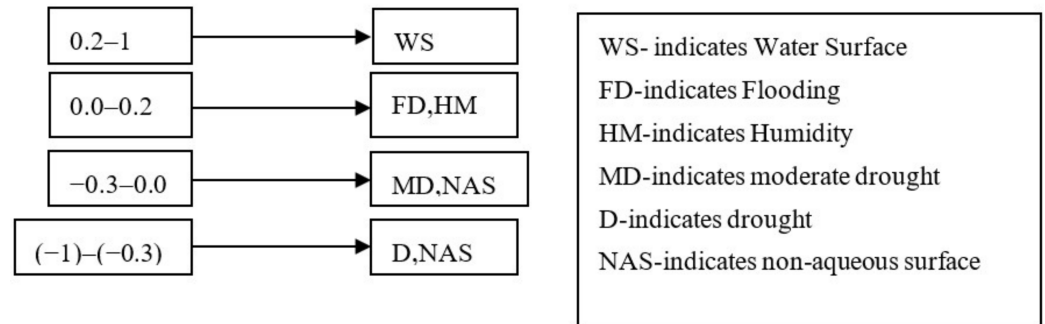 0.2–1 WS
0.0–0.2 FD,HM
−0.3–0.0 MD,NAS
(−1)–(−0.3) D,NAS
WS- indicates Water Surface
FD-indicates Flooding
HM-indicates Humidity
MD-indicates moderate drought
D-indicates drought
NAS-indicates non-aqueous surface